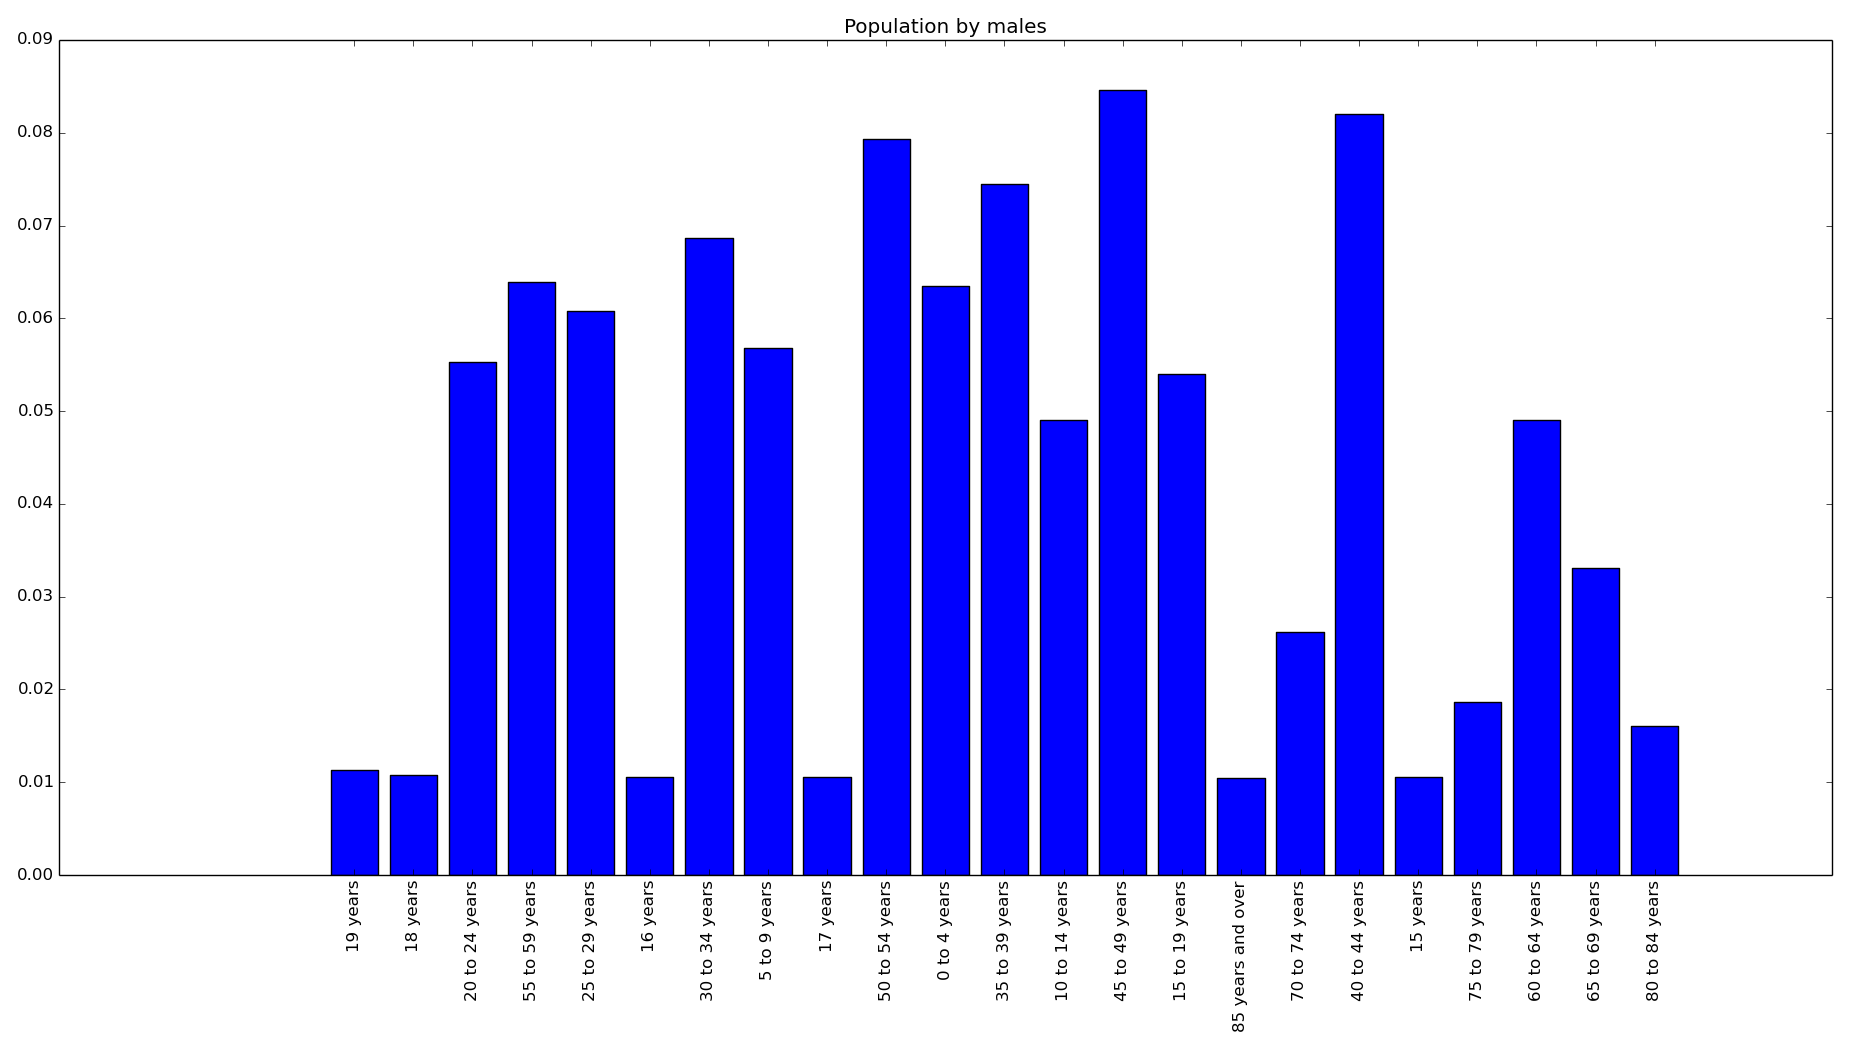 Population by males
0.09
0.08
0.07
0.06
0.05
0.04
0.03
0.02
0.01
0.00
19 years
18 years
20 to 24 years
55 to 59 years
25 to 29 years
16 years
30 to 34 years
5 to 9 years
17 years
50 to 54 years
0 to 4 years
35 to 39 years
10 to 14 years
45 to 49 years
15 to 19 years
85 years and over
70 to 74 years
40 to 44 years
15 years
75 to 79 years
60 to 64 years
65 to 69 years
80 to 84 years